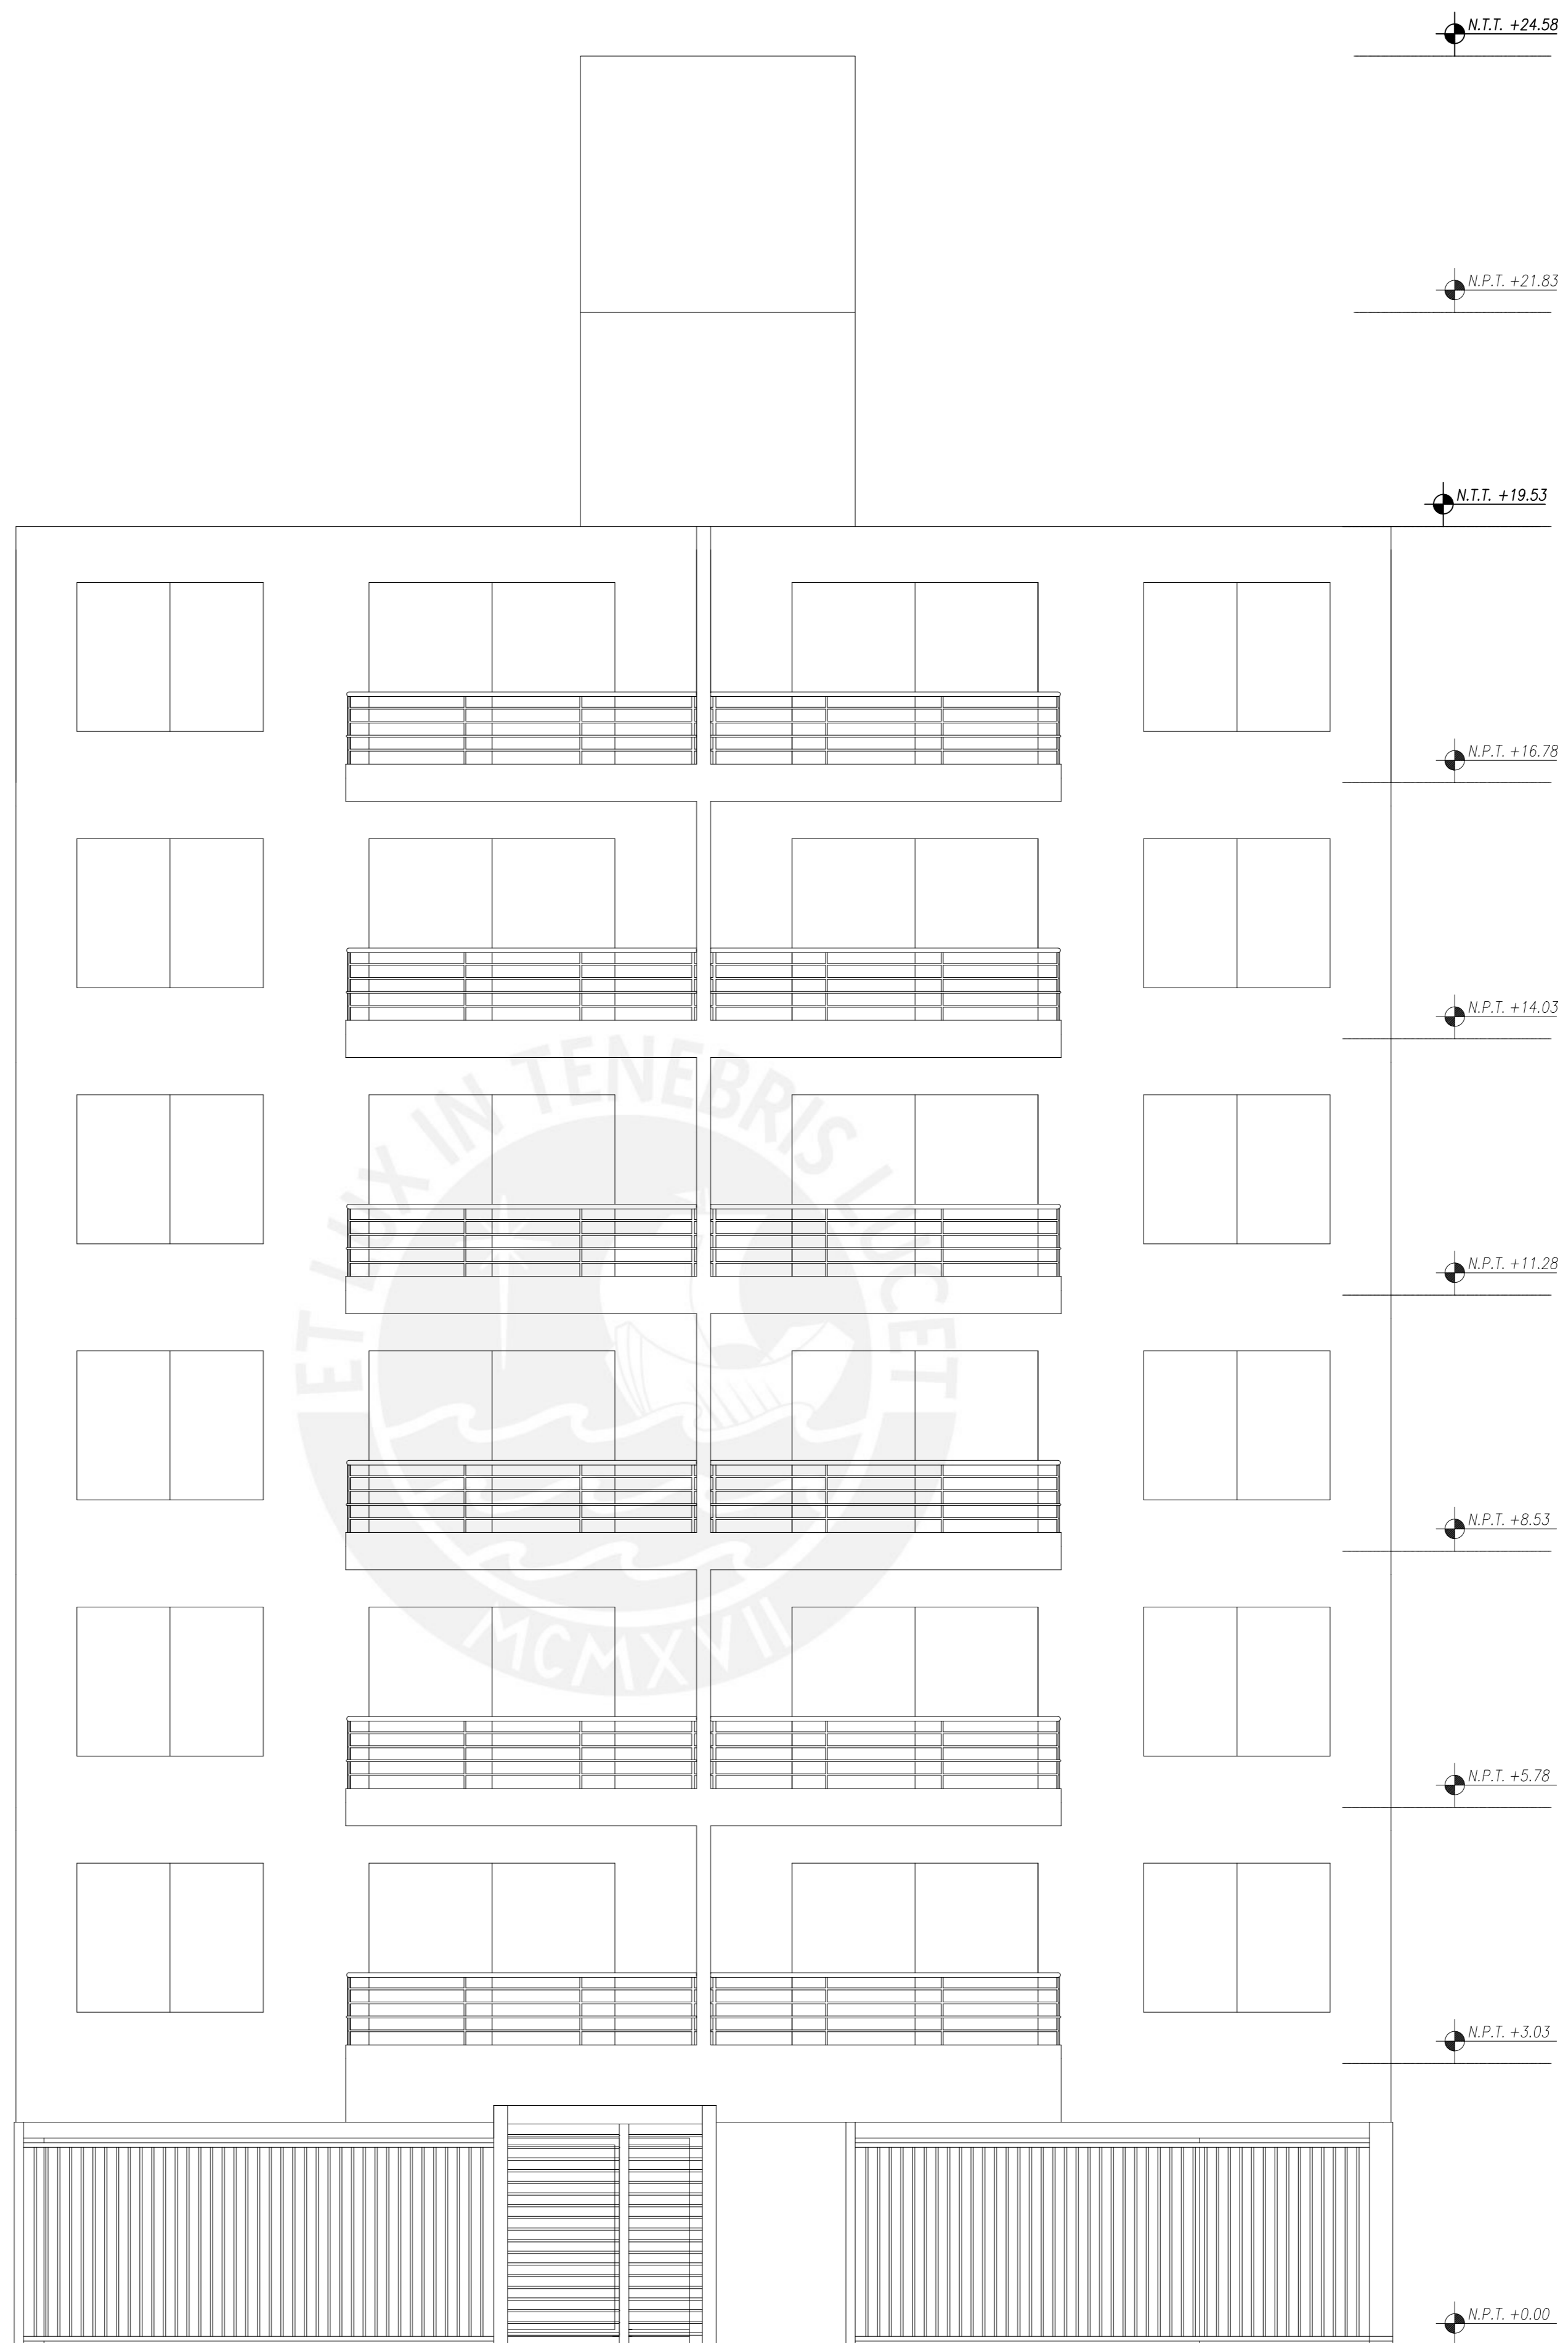 N.T.T. +24.58
N.P.T. +21.83
N.T.T. +19.53
N.P.T. +16.78
N.P.T. +14.03
ET LUX IN TENEBRIS LUCET
N.P.T. +11.28
N.P.T. +8.53
MCMXVII
N.P.T. +5.78
N.P.T. +3.03
N.P.T. +0.00